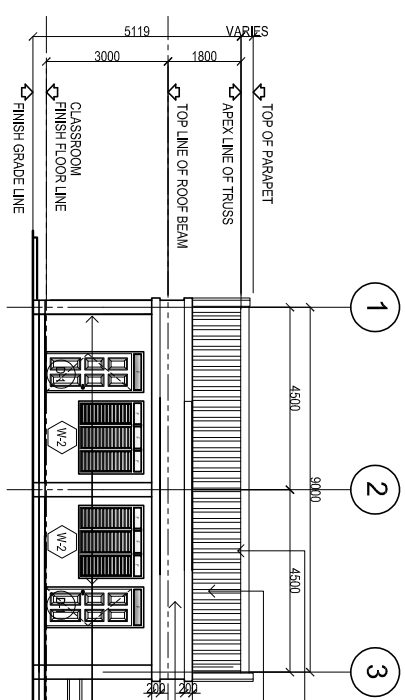 VARIES
5119
1800
3000
TOP OF PARAPET
APEX LINE OF TRUSS
TOP LINE OF ROOF BEAM
CLASSROOM
FINISH FLOOR LINE
FINISH GRADE LINE
1
2
3
9000
4500
4500
W-2
W-2
D-1
200
200